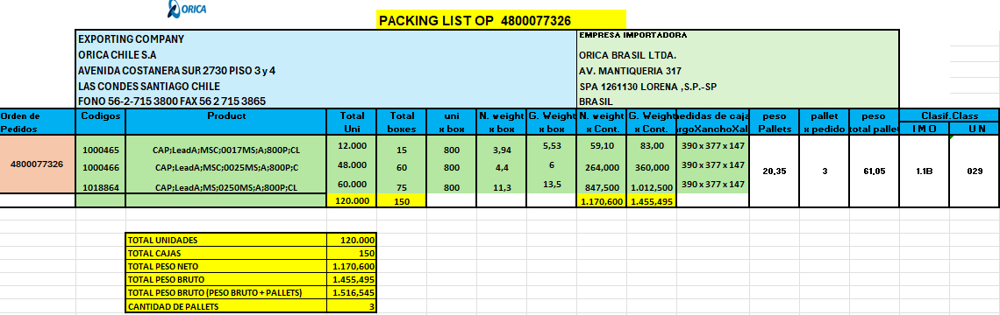 ORICA
PACKING LIST OP 4800077326
EXPORTING COMPANY
ORICA CHILE S.A
AVENIDA COSTANERA SUR 2730 PISO 3 y 4
LAS CONDES SANTIAGO CHILE
FONO 56-2-715 3800 FAX 56 2 715 3865
EMPRESA IMPORTADORA
ORICA BRASIL LTDA.
AV. MANTIQUERIA 317
SPA 1261130 LORENA ,S.P.-SP
BRASIL
Orden de Pedidos Codigos Product Total Uni Total boxes uni x box N. weight x box G. Weight x box N. weight x Cont. G. Weight x Cont. nedidas de caja rgoXanchoXal peso Pallets pallet x pedido peso total pallet Clasif.Class IMO UN
4800077326
1000465 CAP;LeadA;MSC;0017MS;A;800P;CL 12.000 15 800 3,94 5,53 59,10 83,00 390 x 377 x 147
1000466 CAP;LeadA;MSC;0025MS;A;800P;C 48.000 60 800 4,4 6 264,000 360,000 390 x 377 x 147
1018864 CAP;LeadA;MS;0250MS;A;800P;CL 60.000 75 800 11,3 13,5 847,500 1.012,500 390 x 377 x 147
20,35 3 61,05 1.1B 029
120.000 150 1.170,600 1.455,495
TOTAL UNIDADES 120.000
TOTAL CAJAS 150
TOTAL PESO NETO 1.170,600
TOTAL PESO BRUTO 1.455,495
TOTAL PESO BRUTO (PESO BRUTO + PALLETS) 1.516,545
CANTIDAD DE PALLETS 3